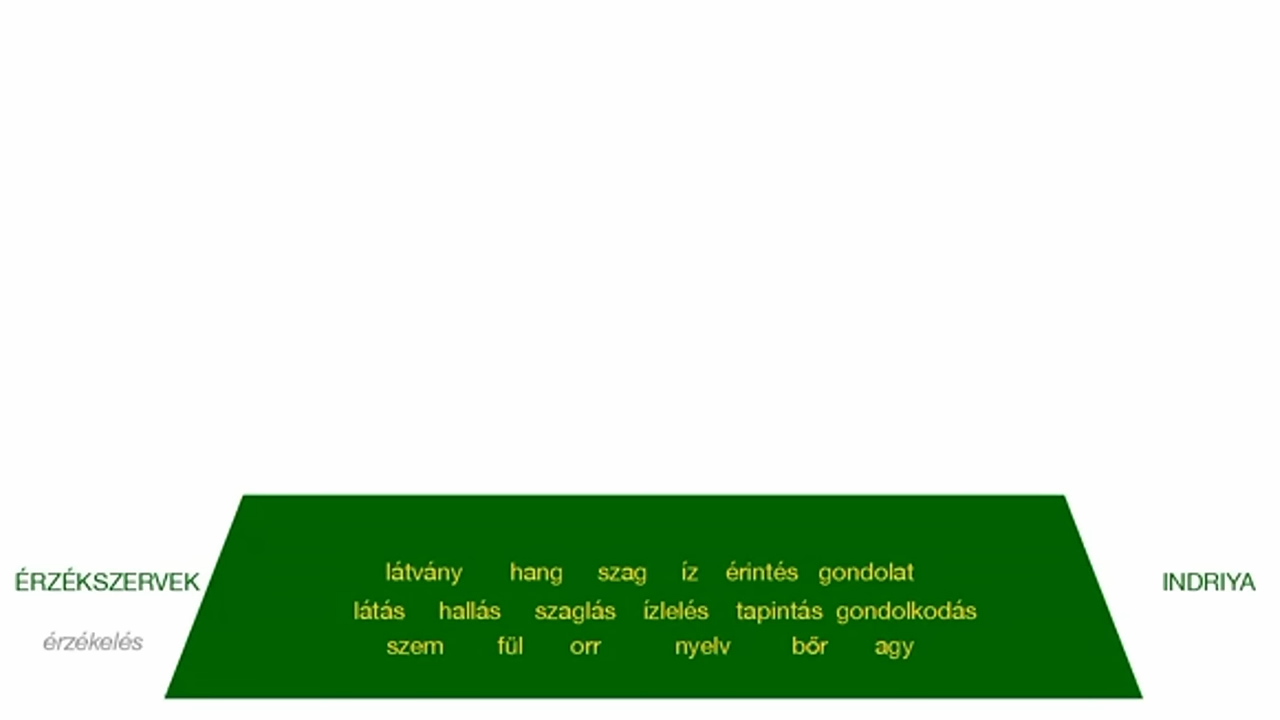 látvány hang szag íz érintés gondolat
ÉRZÉKSZERVEK
INDRIYA
látás hallás szaglás ízlelés tapintás gondolkodás
érzékelés
szem fül orr nyelv bőr agy